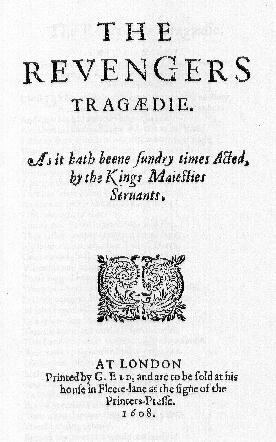 THE
REVENGERS
TRAGÆDIE.
As it hath beene ſundry times Acted,
by the Kings Maieſties
Seruants.
AT LONDON
Printed by G. ELD, and are to be ſold at his
houſe in Fleete-lane at the ſigne of the
Printers-Preſſe.
1608.